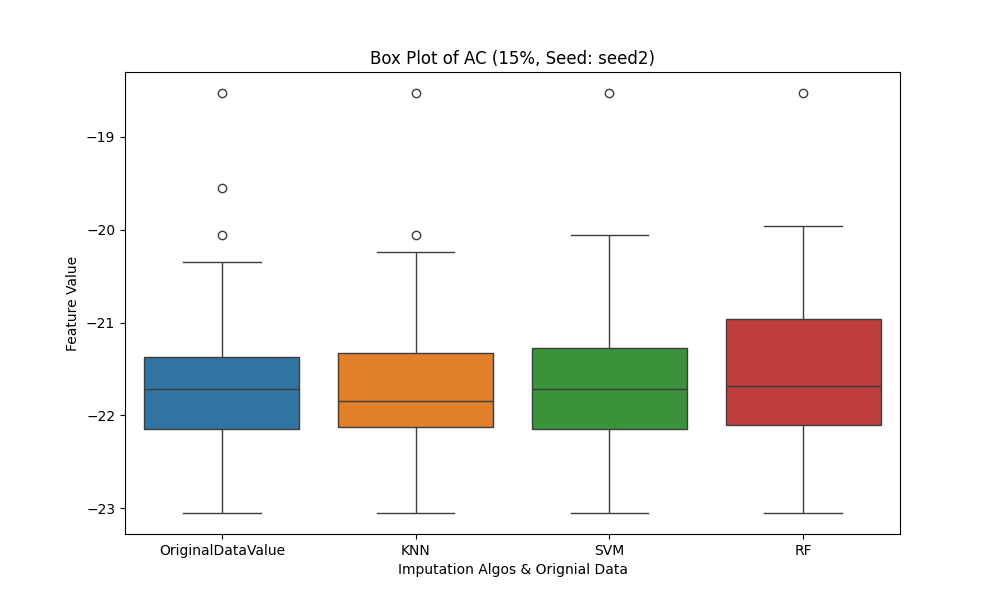 Box Plot of AC (15%, Seed: seed2)
−19
−20
−21
−22
−23
Feature Value
OriginalDataValue
KNN
SVM
RF
Imputation Algos & Orignial Data